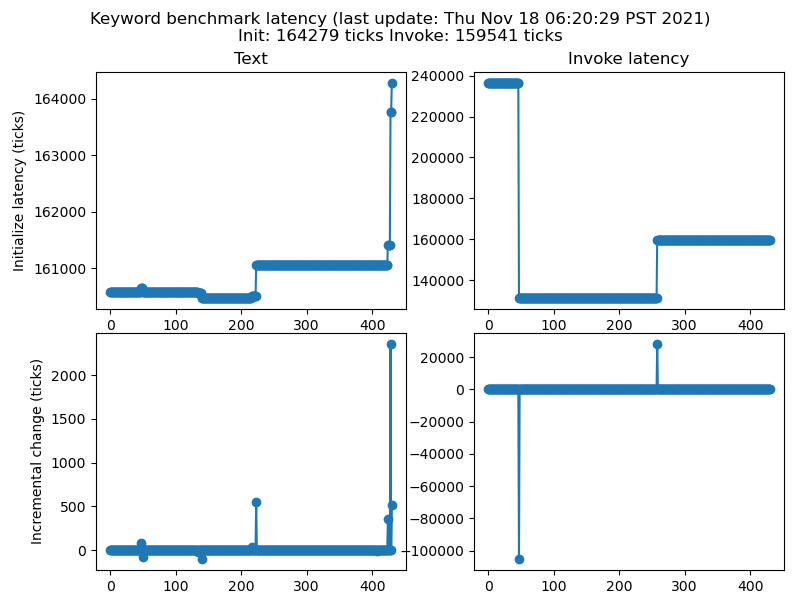 Keyword benchmark latency (last update: Thu Nov 18 06:20:29 PST 2021)
Init: 164279 ticks Invoke: 159541 ticks
Text
Initialize latency (ticks)
164000
163000
162000
161000
0 100 200 300 400
Invoke latency
240000
220000
200000
180000
160000
140000
0 100 200 300 400
Incremental change (ticks)
2000
1500
1000
500
0
0 100 200 300 400
20000
0
−20000
−40000
−60000
−80000
−100000
0 100 200 300 400